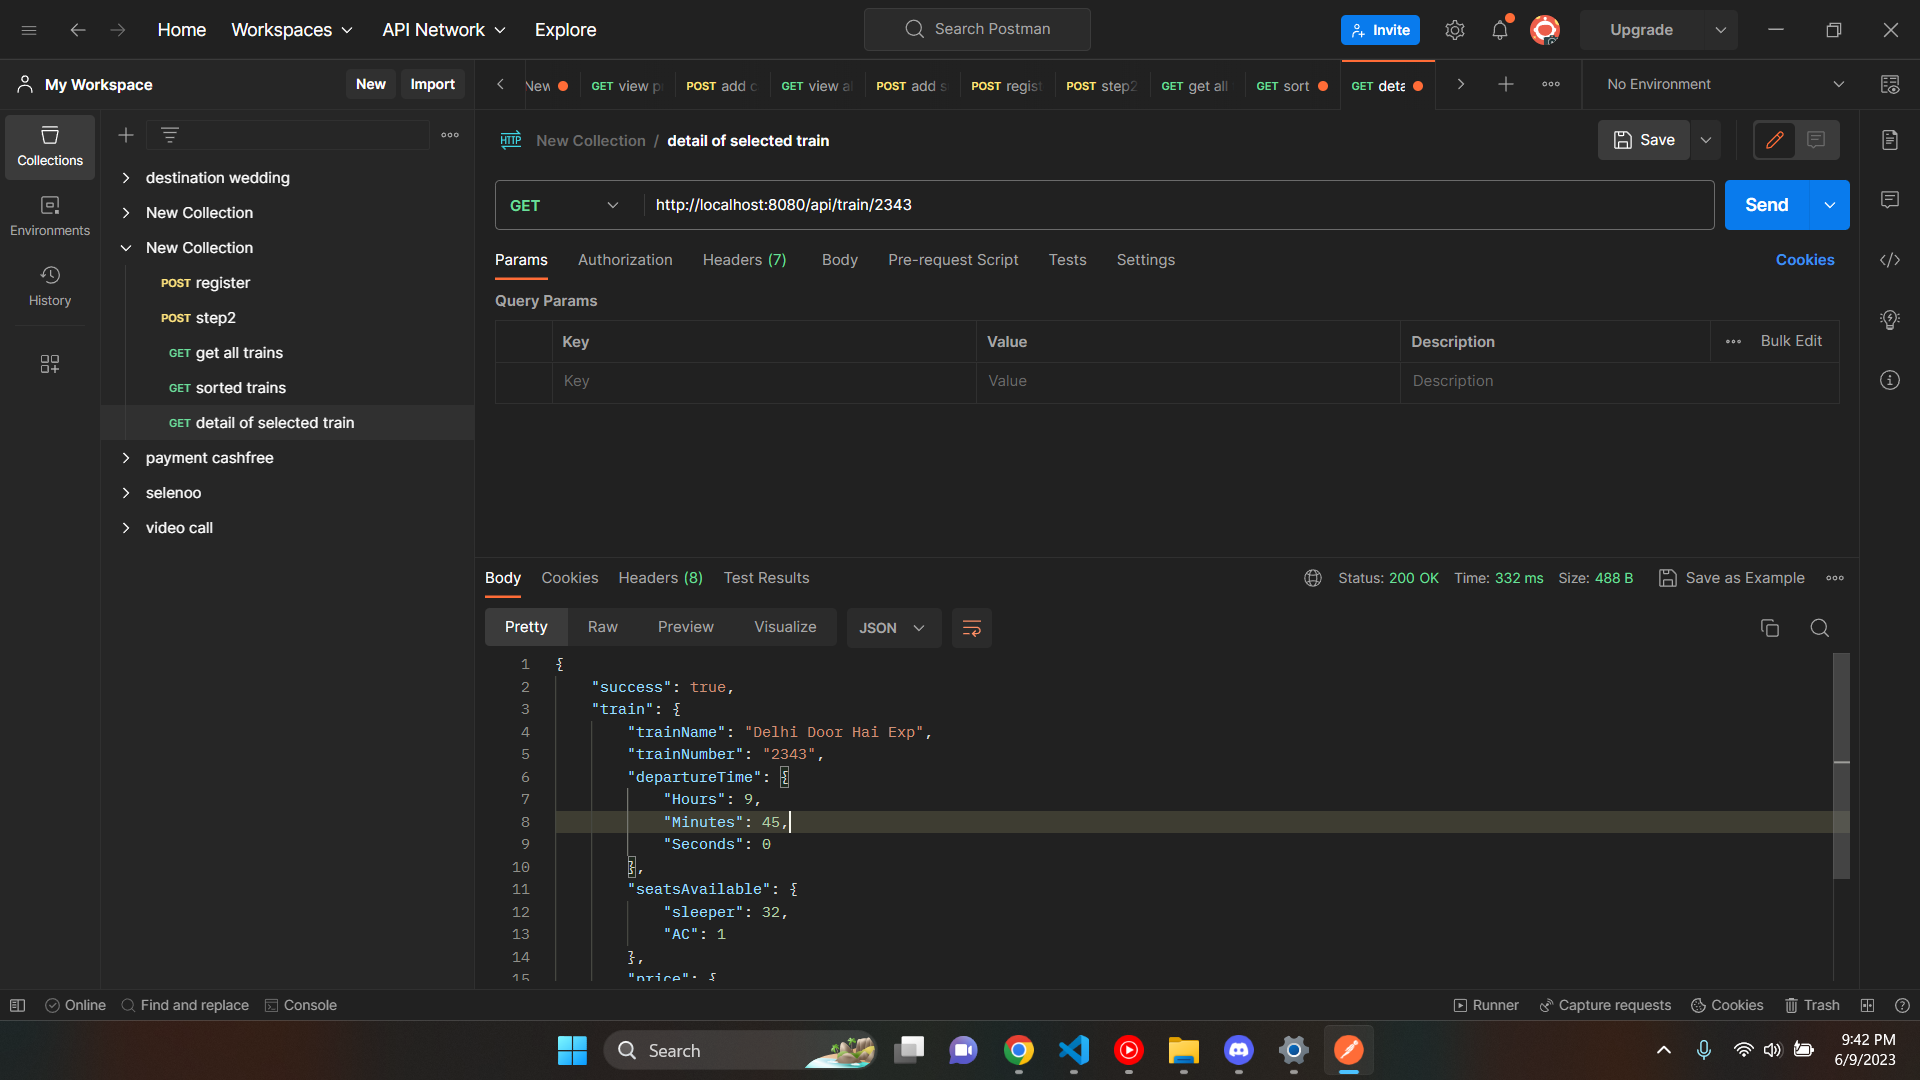 Home Workspaces API Network Explore Search Postman Invite Upgrade
My Workspace New Import New GET view p POST add c GET view al POST add s POST regist POST step2 GET get all GET sort GET deta No Environment
Collections
Environments
History
destination wedding
New Collection
New Collection
POST register
POST step2
GET get all trains
GET sorted trains
GET detail of selected train
payment cashfree
selenoo
video call
HTTP New Collection / detail of selected train Save
GET http://localhost:8080/api/train/2343 Send
Params Authorization Headers (7) Body Pre-request Script Tests Settings Cookies
Query Params
Key Value Description Bulk Edit
Key Value Description
Body Cookies Headers (8) Test Results Status: 200 OK Time: 332 ms Size: 488 B Save as Example
Pretty Raw Preview Visualize JSON
1 {
2 "success": true,
3 "train": {
4 "trainName": "Delhi Door Hai Exp",
5 "trainNumber": "2343",
6 "departureTime": {
7 "Hours": 9,
8 "Minutes": 45,
9 "Seconds": 0
10 },
11 "seatsAvailable": {
12 "sleeper": 32,
13 "AC": 1
14 },
15 "price": {
Online Find and replace Console Runner Capture requests Cookies Trash
Search
9:42 PM
6/9/2023